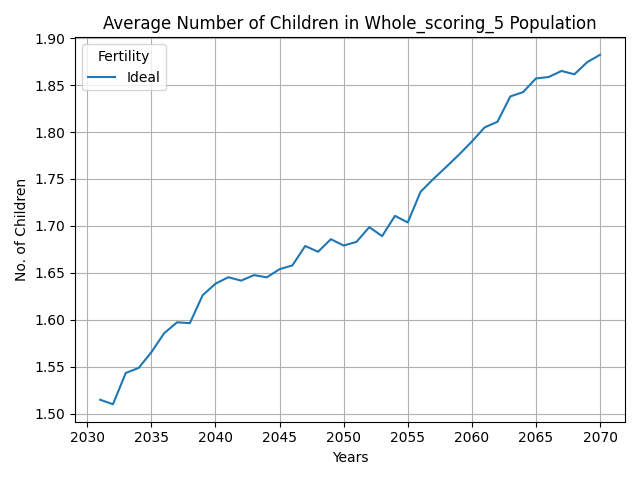 Average Number of Children in Whole_scoring_5 Population
Fertility
Ideal
1.90
1.85
1.80
1.75
1.70
1.65
1.60
1.55
1.50
No. of Children
2030 2035 2040 2045 2050 2055 2060 2065 2070
Years